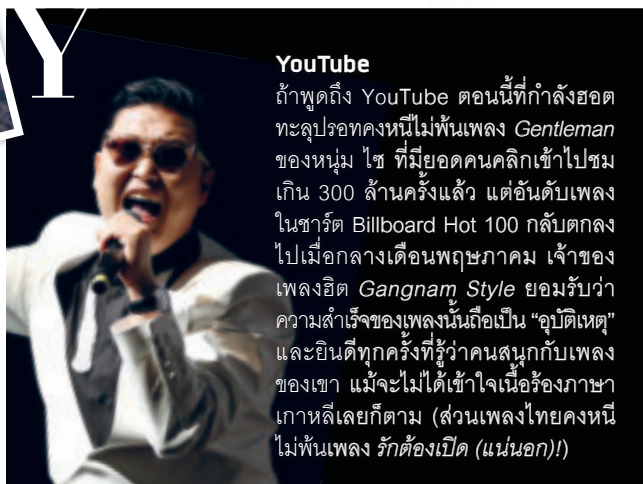 Y
YouTube
ถ้าพูดถึง YouTube ตอนนี้ที่กำลังฮอต
ทะลุปรอทคงหนีไม่พ้นเพลง Gentleman
ของหนุ่ม ไซ ที่มียอดคนคลิกเข้าไปชม
เกิน 300 ล้านครั้งแล้ว แต่อันดับเพลง
ในชาร์ต Billboard Hot 100 กลับตกลง
ไปเมื่อกลางเดือนพฤษภาคม เจ้าของ
เพลงฮิต Gangnam Style ยอมรับว่า
ความสำเร็จของเพลงนั้นถือเป็น “อุบัติเหตุ”
และยินดีทุกครั้งที่รู้ว่าคนสนุกกับเพลง
ของเขา แม้จะไม่ได้เข้าใจเนื้อร้องภาษา
เกาหลีเลยก็ตาม (ส่วนเพลงไทยคงหนี
ไม่พ้นเพลง รักต้องเปิด (แน่นอก)!)